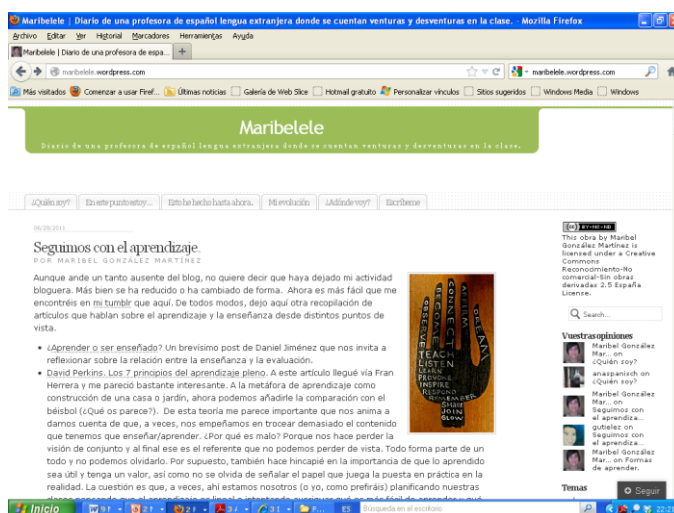 Maribelele | Diario de una profesora de español lengua extranjera donde se cuentan venturas y desventuras en la clase. - Mozilla Firefox
Archivo Editar Ver Historial Marcadores Herramientas Ayuda
Maribelele | Diario de una profesora de espa...
maribelele.wordpress.com
maribelele.wordpress.com
Más visitados Comenzar a usar Firef... Últimas noticias Galería de Web Slice Hotmail gratuito Personalizar vínculos Sitios sugeridos Windows Media Windows
Maribelele
Diario de una profesora de español lengua extranjera donde se cuentan venturas y desventuras en la clase.
¿Quién soy? En este punto estoy... Esto he hecho hasta ahora. Mi evolución ¿Adónde voy? Escríbeme
06/20/2011
Seguimos con el aprendizaje.
POR MARIBEL GONZÁLEZ MARTÍNEZ
Aunque ande un tanto ausente del blog, no quiere decir que haya dejado mi actividad
bloguera. Más bien se ha reducido o ha cambiado de forma. Ahora es más fácil que me
encontréis en mi tumblr que aquí. De todos modos, dejo aquí otra recopilación de
artículos que hablan sobre el aprendizaje y la enseñanza desde distintos puntos de
vista.
¿Aprender o ser enseñado? Un brevísimo post de Daniel Jiménez que nos invita a
reflexionar sobre la relación entre la enseñanza y la evaluación.
David Perkins. Los 7 principios del aprendizaje pleno. A este artículo llegué vía Fran
Herrera y me pareció bastante interesante. A la metáfora de aprendizaje como
construcción de una casa o jardín, ahora podemos añadirle la comparación con el
béisbol (¿Qué os parece?). De esta teoría me parece importante que nos anima a
darnos cuenta de que, a veces, nos empeñamos en trocear demasiado el contenido
que tenemos que enseñar/aprender. ¿Por qué es malo? Porque nos hace perder la
visión de conjunto y al final ese es el referente que no podemos perder de vista. Todo forma parte de un
todo y no podemos olvidarlo. Por supuesto, también hace hincapié en la importancia de que lo aprendido
sea útil y tenga un valor, así como no se olvida de señalar el papel que juega la puesta en práctica en la
realidad. La cuestión es que, a veces, ahí estamos nosotros (o yo, como prefiráis) planificando nuestras
OBSERVE
BECOME
CONNECT
AFFIRM
DREAM
TEACH
LISTEN
LEARN
PROVOKE
INSPIRE
RESPOND
REMEMBER
SHARE
JOIN
GLOW
BY-NC-ND
This obra by Maribel
González Martínez is
licensed under a Creative
Commons
Reconocimiento-No
comercial-Sin obras
derivadas 2.5 España
License.
Search...
Vuestras opiniones
Maribel González
Mar... on
¿Quién soy?
anaspanisch on
¿Quién soy?
Maribel González
Mar... on
Seguimos con
el aprendiza...
gutielez on
Seguimos con
el aprendiza...
Maribel González
Mar... on Formas
de aprender.
Temas
Seguir
Inicio
ES Búsqueda en el escritorio
22:21